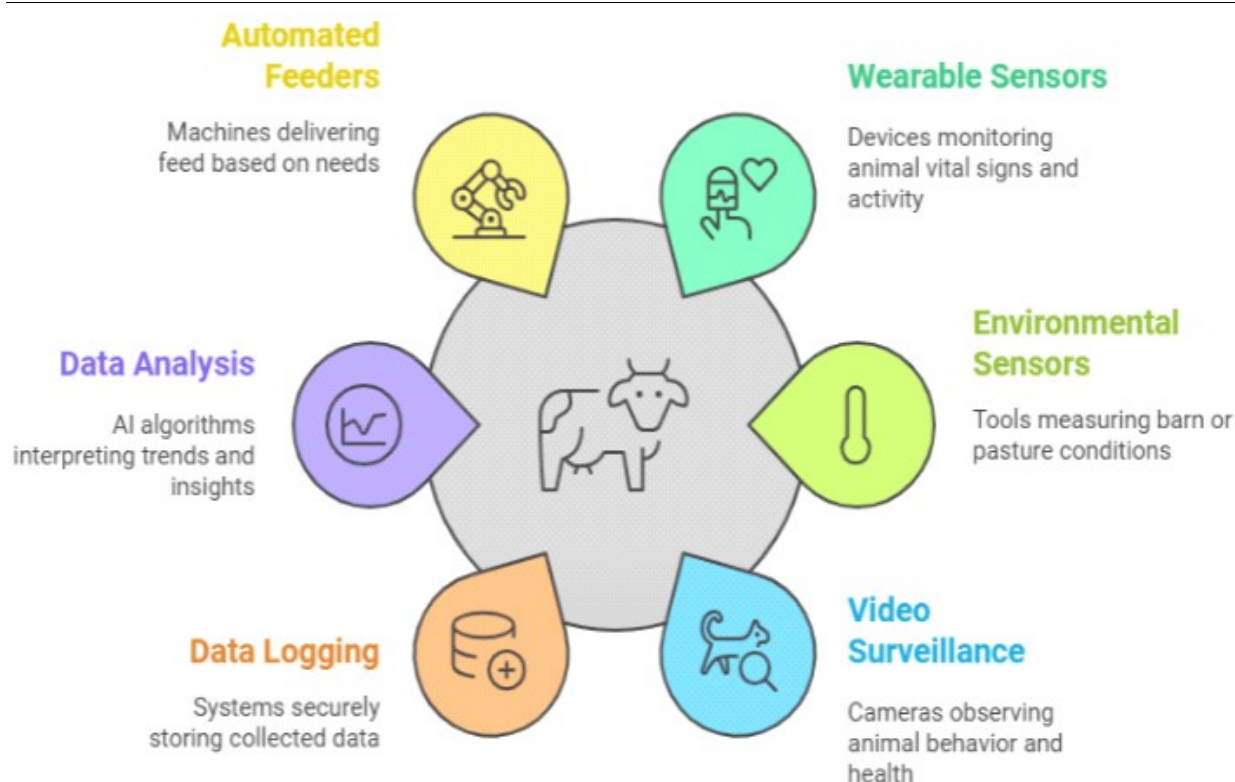 Automated
Feeders
Machines delivering
feed based on needs
Wearable Sensors
Devices monitoring
animal vital signs and
activity
Data Analysis
AI algorithms
interpreting trends and
insights
Environmental
Sensors
Tools measuring barn or
pasture conditions
Data Logging
Systems securely
storing collected data
Video
Surveillance
Cameras observing
animal behavior and
health